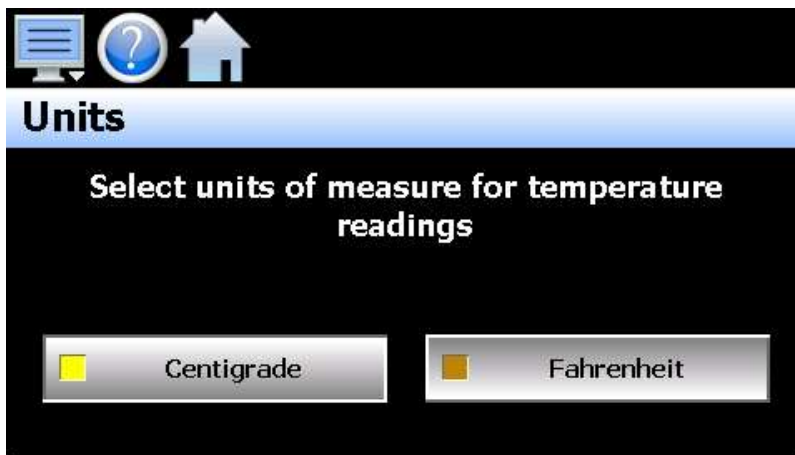 ?
Units
Select units of measure for temperature
readings
Centigrade
Fahrenheit